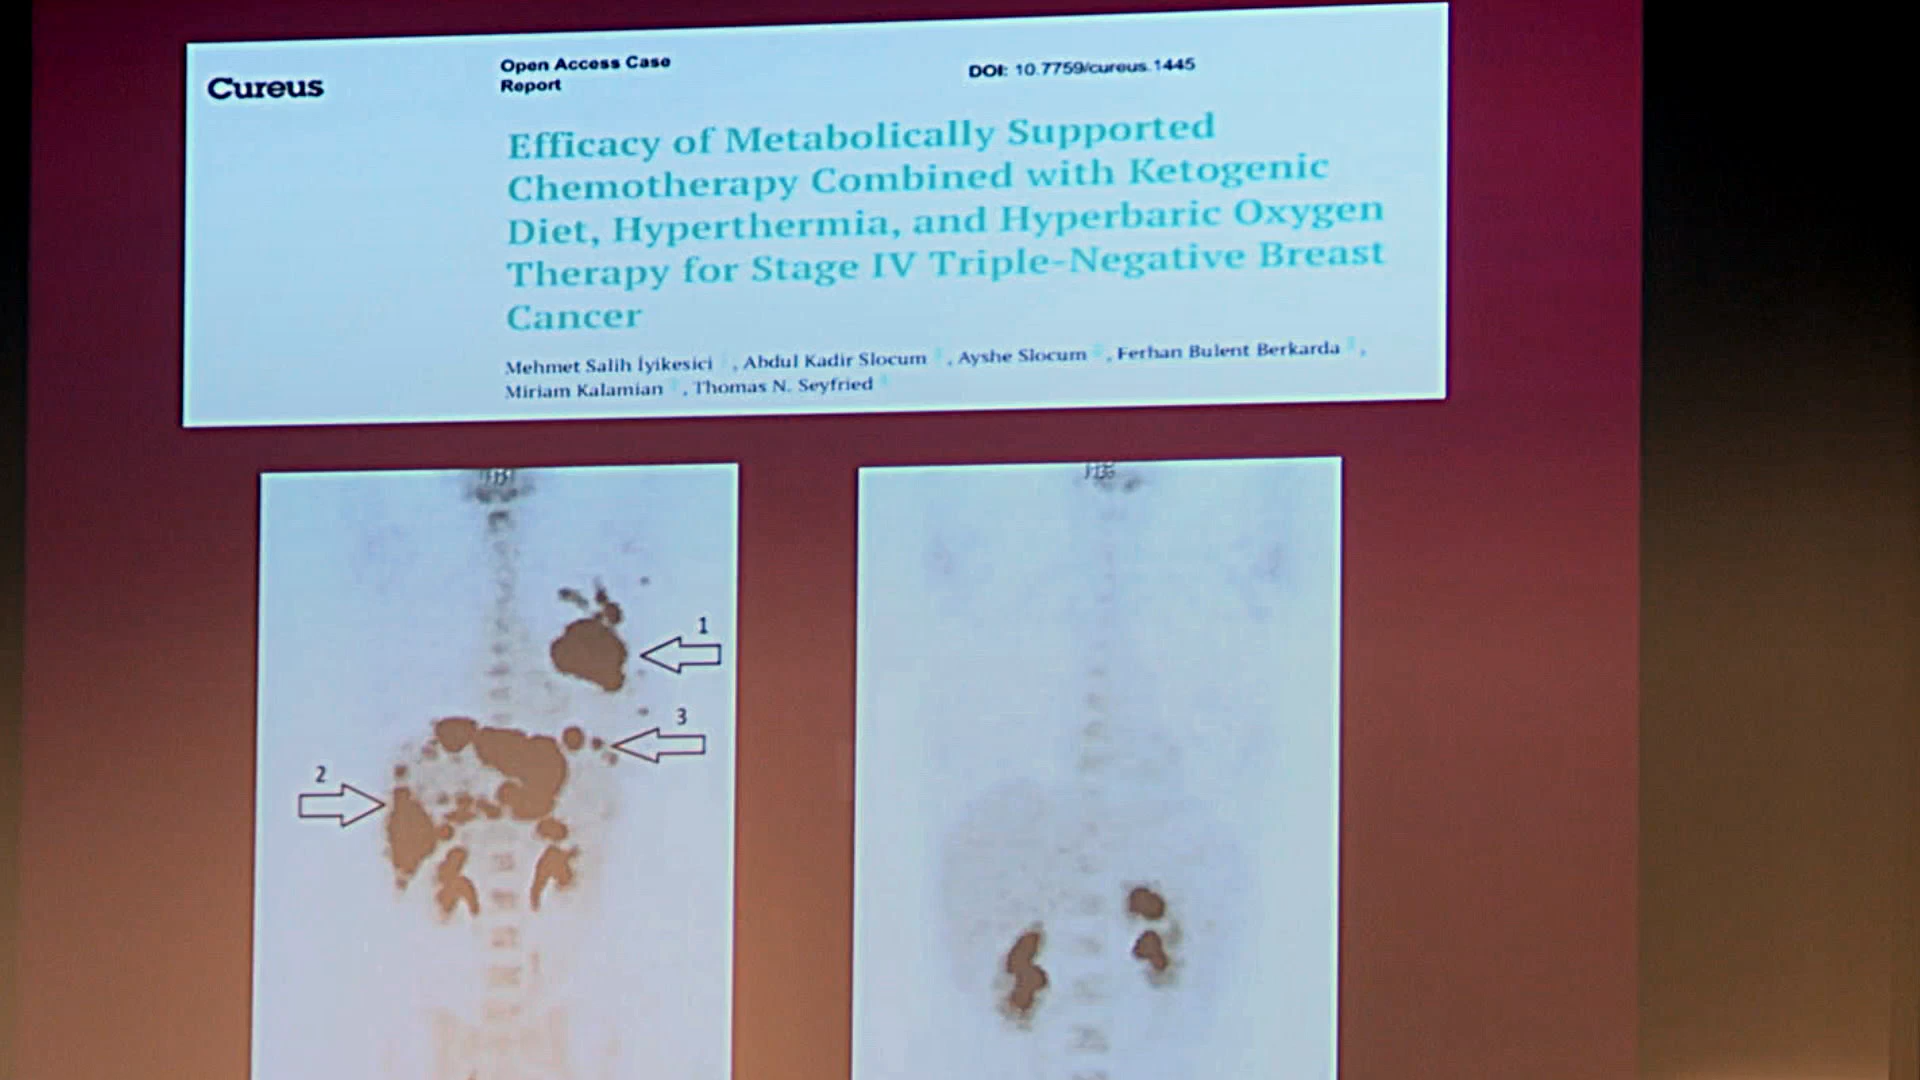 Cureus
Open Access Case
Report
DOI: 10.7759/cureus.1445
Efficacy of Metabolically Supported
Chemotherapy Combined with Ketogenic
Diet, Hyperthermia, and Hyperbaric Oxygen
Therapy for Stage IV Triple-Negative Breast
Cancer
Mehmet Salih İyikesici , Abdul Kadir Slocum , Ayshe Slocum , Ferhan Bulent Berkarda ,
Miriam Kalamian , Thomas N. Seyfried
1
3
2